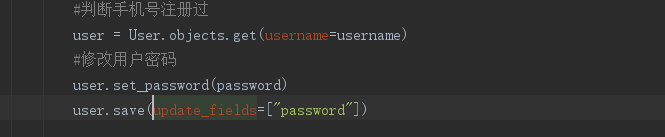 #判断手机号注册过
user = User.objects.get(username=username)
#修改用户密码
user.set_password(password)
user.save(update_fields=["password"])